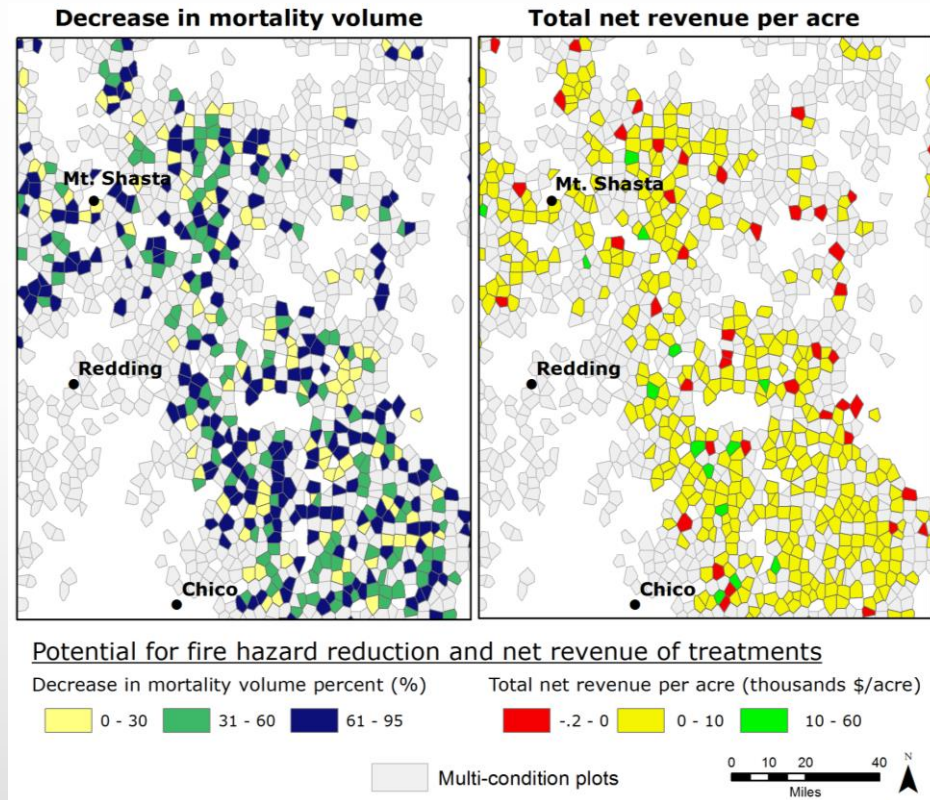 Decrease in mortality volume
Total net revenue per acre
Mt. Shasta
Redding
Chico
Mt. Shasta
Redding
Chico
Potential for fire hazard reduction and net revenue of treatments
Decrease in mortality volume percent (%)
0 - 30 31 - 60 61 - 95
Total net revenue per acre (thousands $/acre)
-.2 - 0 0 - 10 10 - 60
Multi-condition plots
0 10 20 40
Miles
N